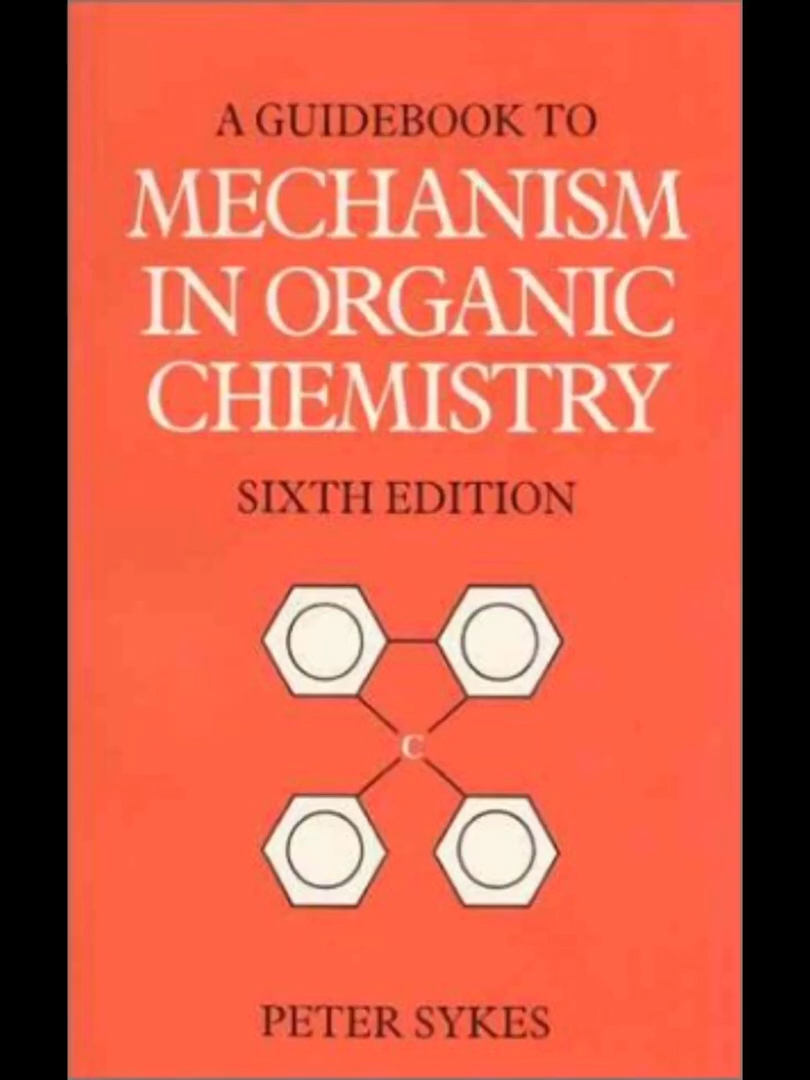 A GUIDEBOOK TO
MECHANISM
IN ORGANIC
CHEMISTRY
SIXTH EDITION
C
PETER SYKES